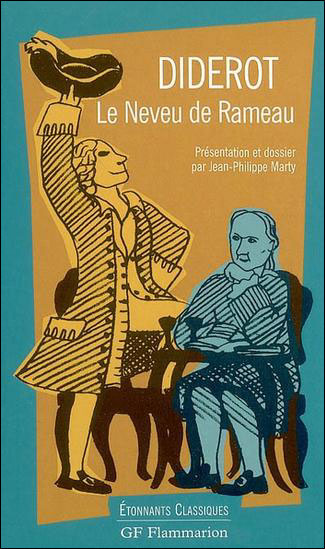 DIDEROT
Le Neveu de Rameau
Présentation et dossier
par Jean-Philippe Marty
ÉTONNANTS CLASSIQUES
GF Flammarion